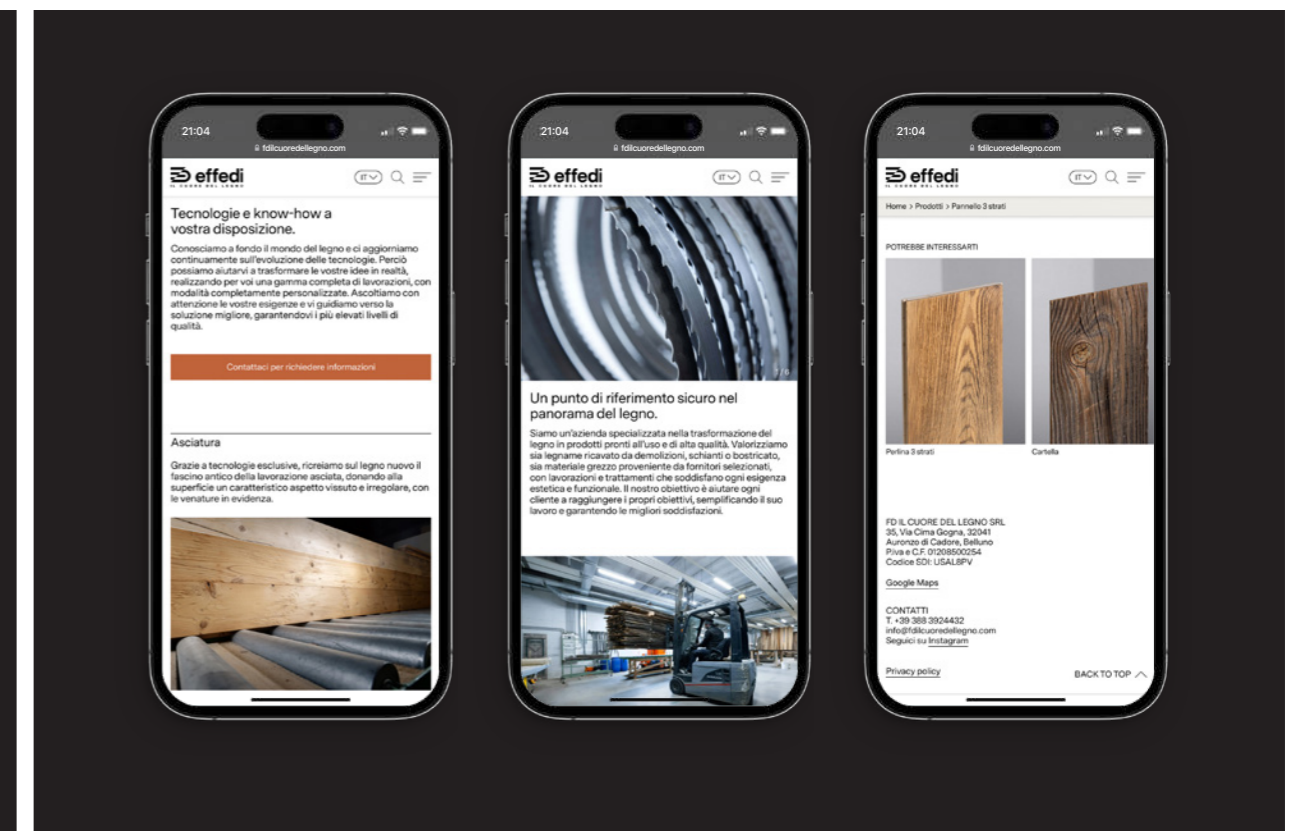 21:04
fdilcuoredellegno.com
effedi
IL CUORE DEL LEGNO
IT
Tecnologie e know-how a
vostra disposizione.
Conosciamo a fondo il mondo del legno e ci aggiorniamo
continuamente sull'evoluzione delle tecnologie. Perciò
possiamo aiutarvi a trasformare le vostre idee in realtà,
realizzando per voi una gamma completa di lavorazioni, con
modalità completamente personalizzate. Ascoltiamo con
attenzione le vostre esigenze e vi guidiamo verso la
soluzione migliore, garantendovi i più elevati livelli di
qualità.
Contattaci per richiedere informazioni
Asciatura
Grazie a tecnologie esclusive, ricreiamo sul legno nuovo il
fascino antico della lavorazione asciata, donando alla
superficie un caratteristico aspetto vissuto e irregolare, con
le venature in evidenza.
21:04
fdilcuoredellegno.com
effedi
IL CUORE DEL LEGNO
IT
1/6
Un punto di riferimento sicuro nel
panorama del legno.
Siamo un'azienda specializzata nella trasformazione del
legno in prodotti pronti all'uso e di alta qualità. Valorizziamo
sia legname ricavato da demolizioni, schianti o bostricato,
sia materiale grezzo proveniente da fornitori selezionati,
con lavorazioni e trattamenti che soddisfano ogni esigenza
estetica e funzionale. Il nostro obiettivo è aiutare ogni
cliente a raggiungere i propri obiettivi, semplificando il suo
lavoro e garantendo le migliori soddisfazioni.
21:04
fdilcuoredellegno.com
effedi
IL CUORE DEL LEGNO
IT
Home > Prodotti > Pannello 3 strati
POTREBBE INTERESSARTI
Perlina 3 strati
Cartella
FD IL CUORE DEL LEGNO SRL
35, Via Cima Gogna, 32041
Auronzo di Cadore, Belluno
P.iva e C.F. 01208500254
Codice SDI: USAL8PV
Google Maps
CONTATTI
T. +39 388 3924432
info@fdilcuoredellegno.com
Seguici su Instagram
Privacy policy
BACK TO TOP